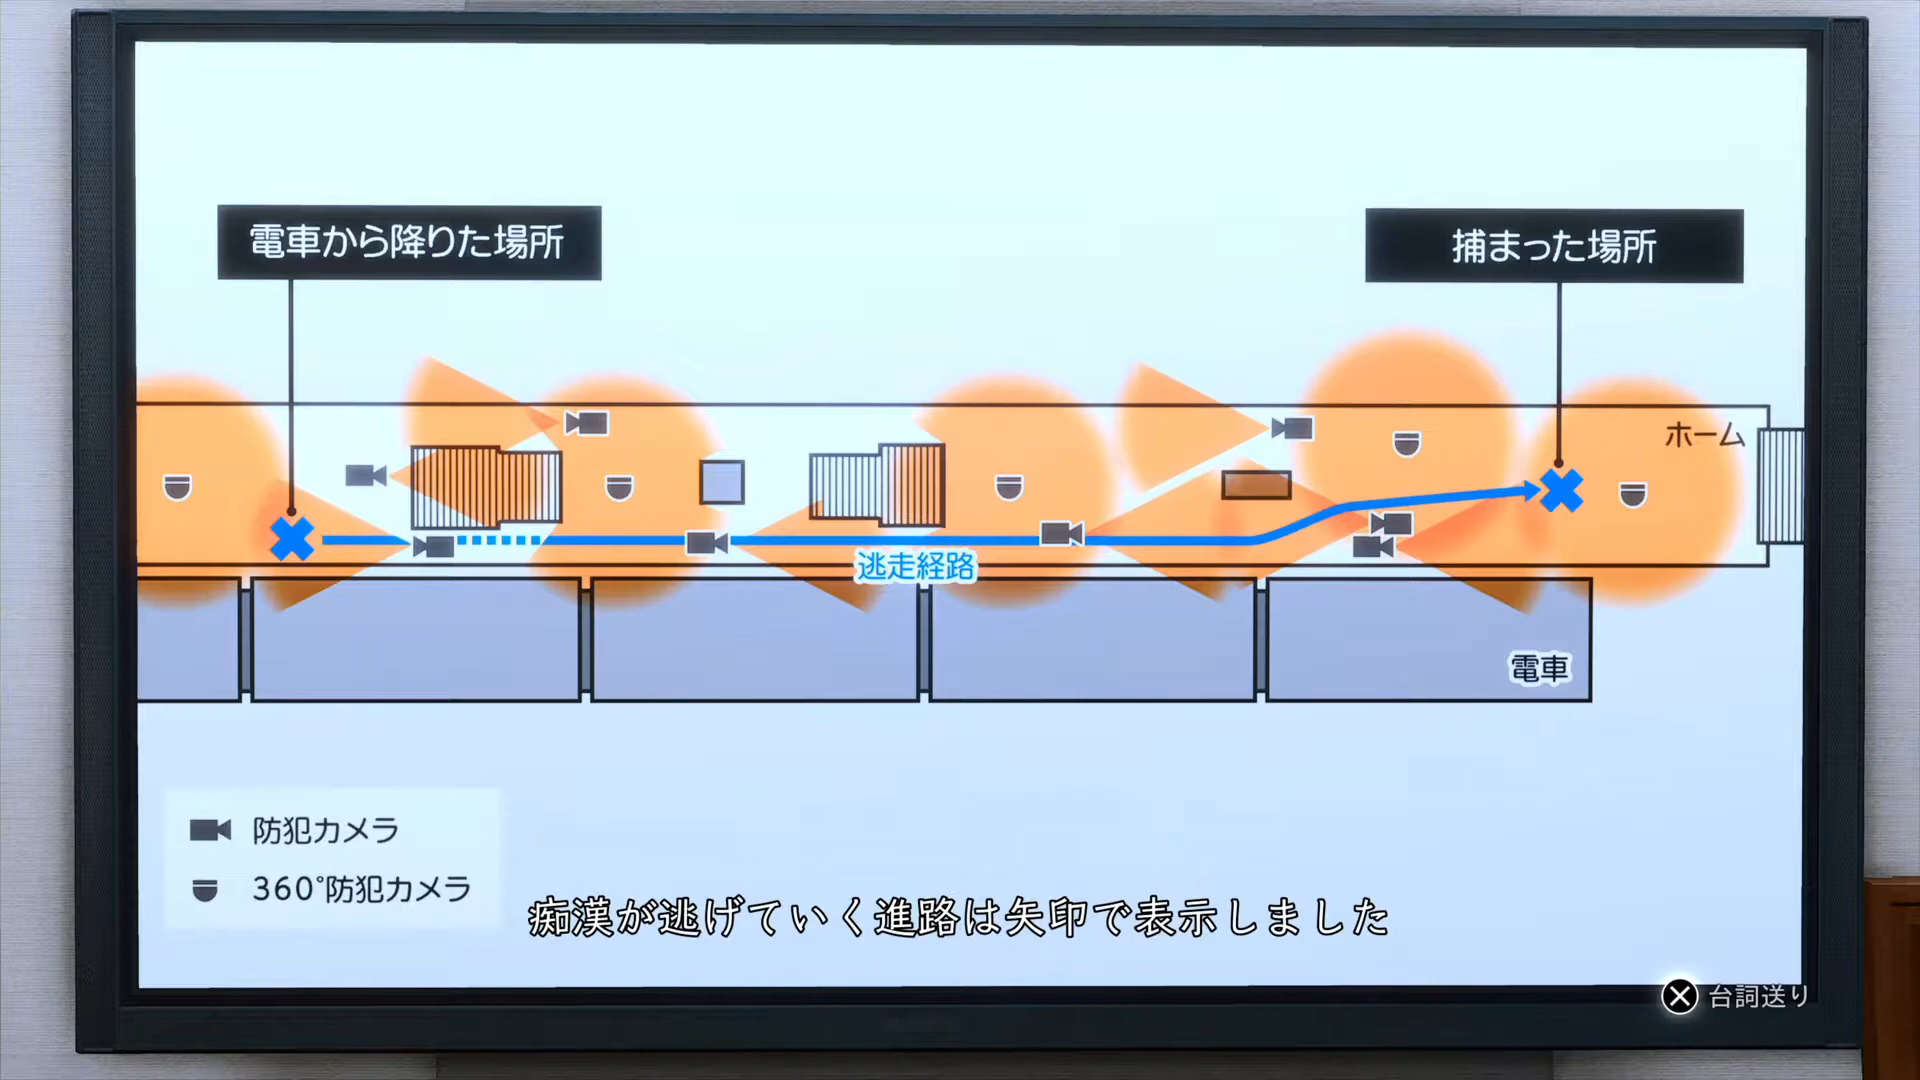 電車から降りた場所
捕まった場所
ホーム
逃走経路
電車
防犯カメラ
360°防犯カメラ
痴漢が逃げていく進路は矢印で表示しました
台詞送り